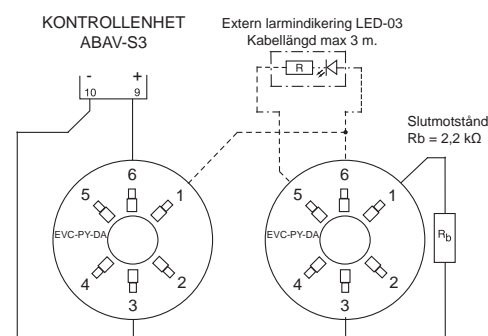 KONTROLLENHET
ABAV-S3
- +
10 9
Extern larmindikering LED-03
Kabellängd max 3 m.
R
Slutmotstånd
Rb = 2,2 kΩ
6
5 1
EVC-PY-DA
4 2
3
6
5 1
EVC-PY-DA
4 2
3
Rb